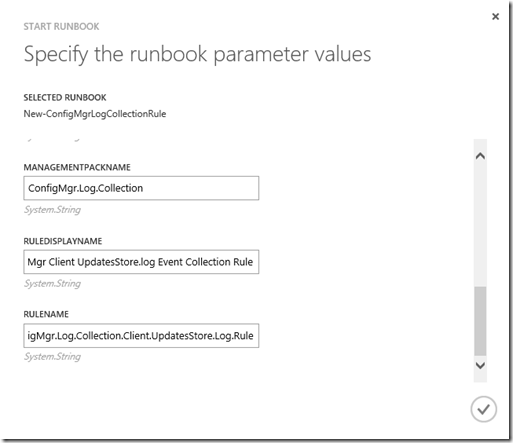 START RUNBOOK
Specify the runbook parameter values
SELECTED RUNBOOK
New-ConfigMgrLogCollectionRule
MANAGEMENTPACKNAME
ConfigMgr.Log.Collection
System.String
RULEDISPLAYNAME
Mgr Client UpdatesStore.log Event Collection Rule
System.String
RULENAME
igMgr.Log.Collection.Client.UpdatesStore.Log.Rule
System.String